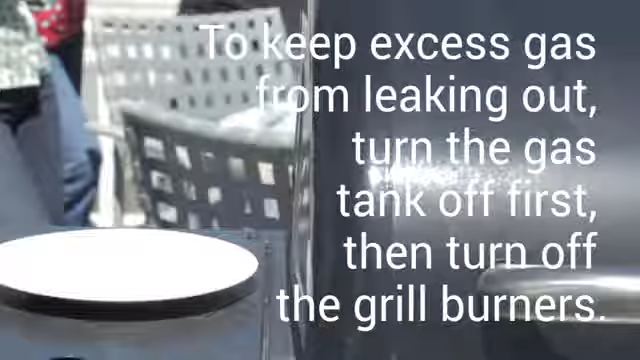 To keep excess gas
from leaking out,
turn the gas
tank off first,
then turn off
the grill burners.